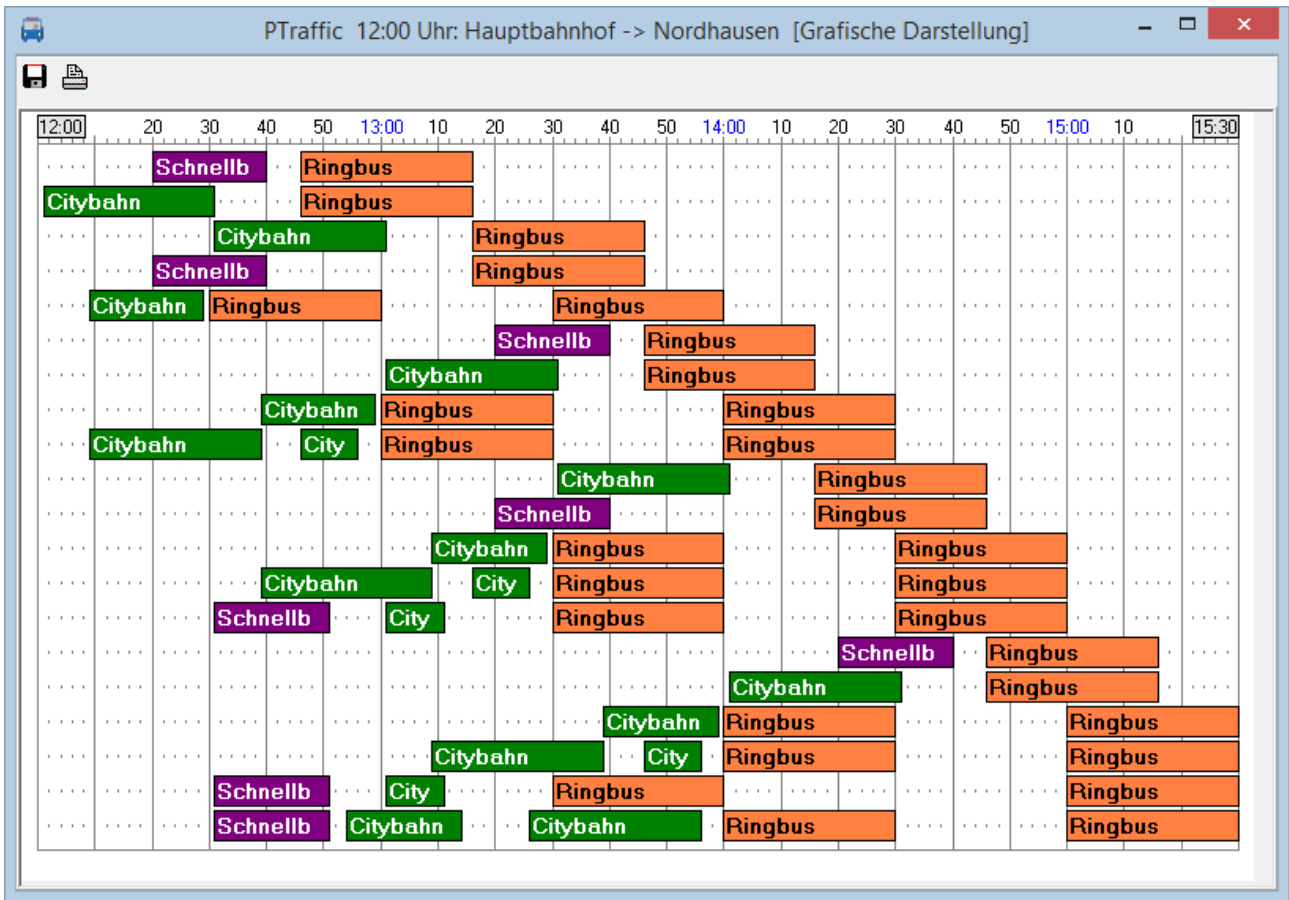 PTraffic 12:00 Uhr: Hauptbahnhof -> Nordhausen [Grafische Darstellung]
12:00 20 30 40 50 13:00 10 20 30 40 50 14:00 10 20 30 40 50 15:00 10 15:30
Schnellb Ringbus
Citybahn Ringbus
Citybahn Ringbus
Schnellb Ringbus
Citybahn Ringbus Ringbus
Schnellb Ringbus
Citybahn Ringbus
Citybahn Ringbus Ringbus
Citybahn City Ringbus Ringbus
Citybahn Ringbus
Schnellb Ringbus
Citybahn Ringbus Ringbus
Citybahn City Ringbus Ringbus
Schnellb City Ringbus Ringbus
Schnellb Ringbus
Citybahn Ringbus
Citybahn Ringbus Ringbus
Citybahn City Ringbus Ringbus
Schnellb City Ringbus Ringbus
Schnellb Citybahn Citybahn Ringbus Ringbus